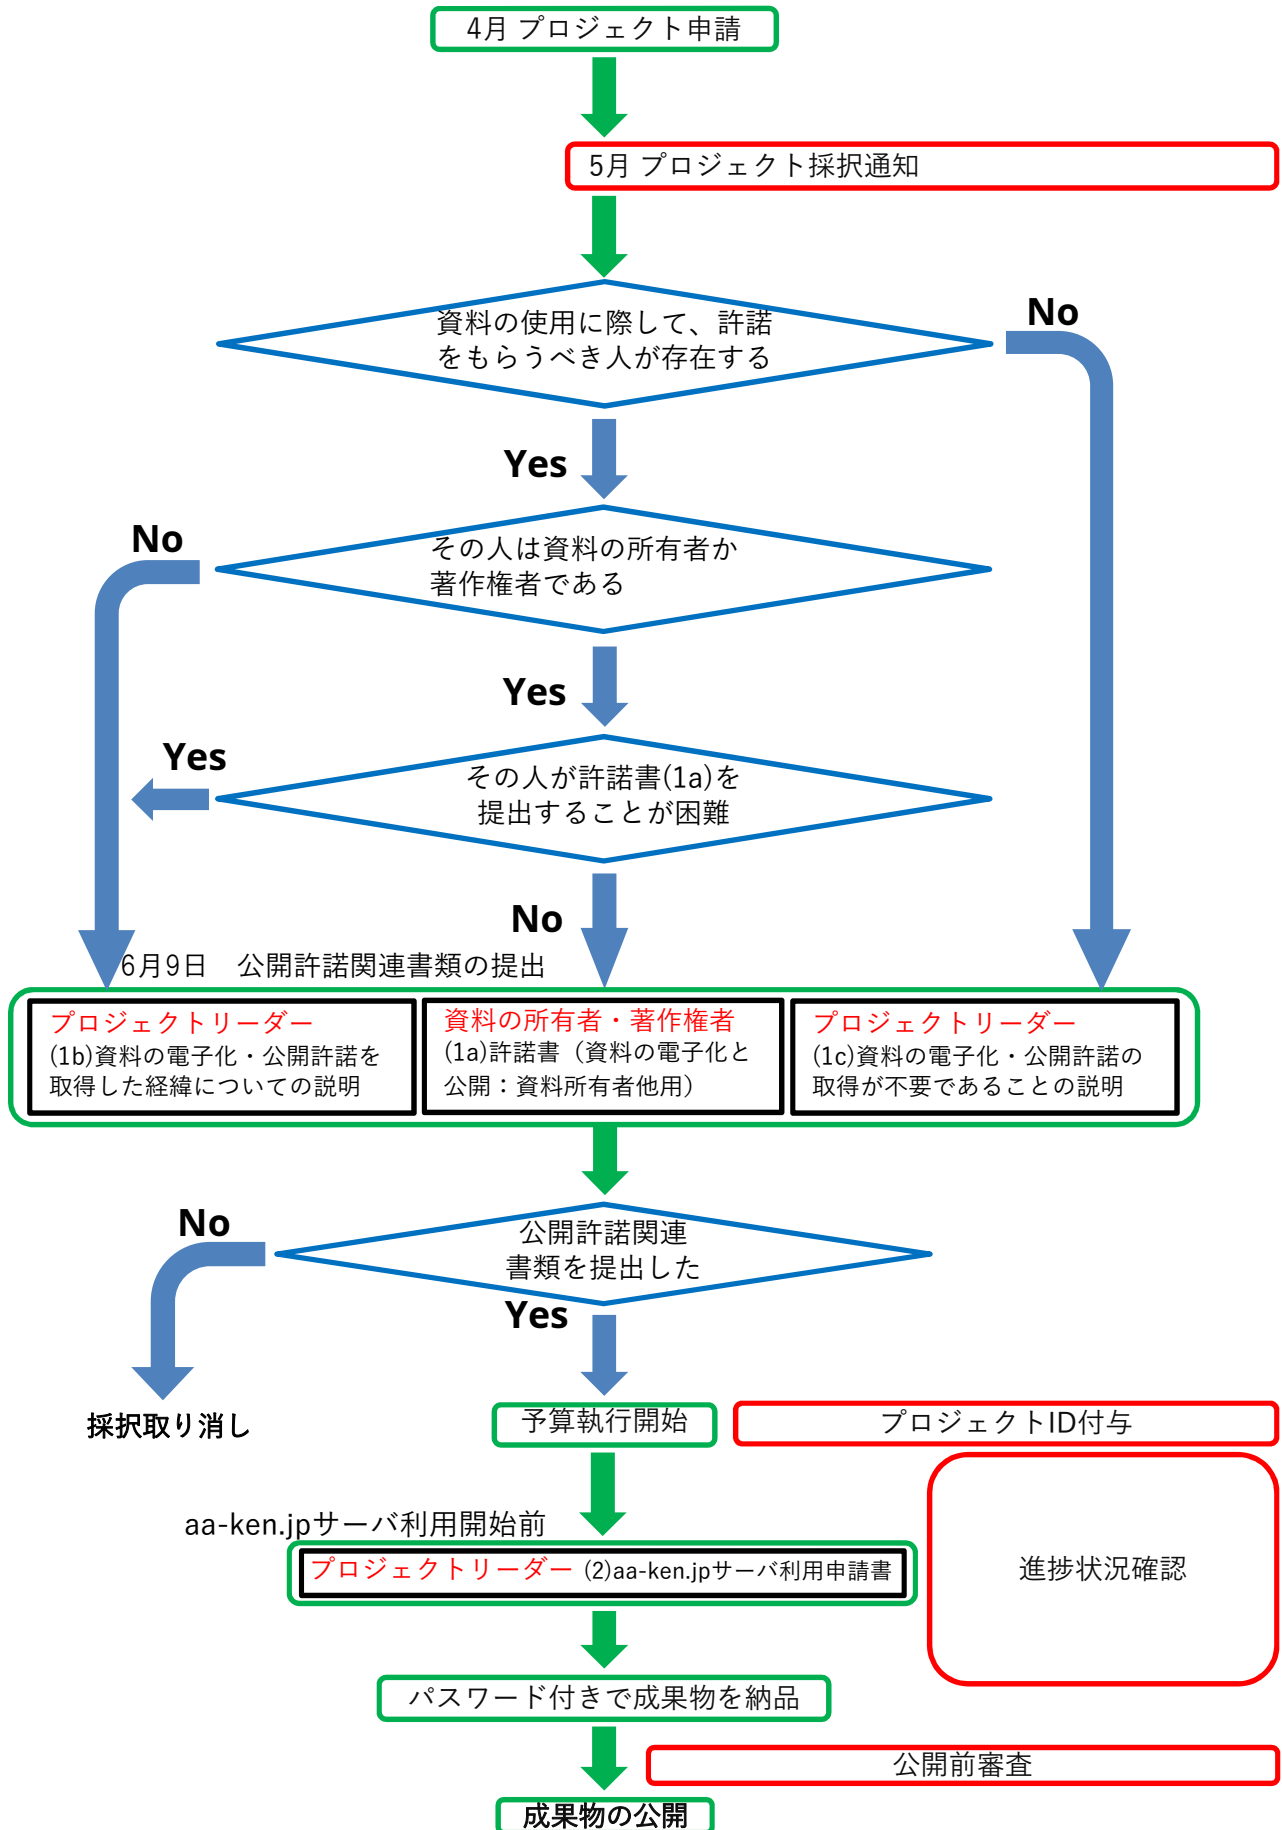 4月 プロジェクト申請
5月 プロジェクト採択通知
資料の使用に際して、許諾
をもらうべき人が存在する
No
Yes
No
その人は資料の所有者か
著作権者である
Yes
Yes
その人が許諾書(1a)を
提出することが困難
No
6月9日　公開許諾関連書類の提出
プロジェクトリーダー
(1b)資料の電子化・公開許諾を
取得した経緯についての説明
資料の所有者・著作権者
(1a)許諾書（資料の電子化と
公開：資料所有者他用）
プロジェクトリーダー
(1c)資料の電子化・公開許諾の
取得が不要であることの説明
No
公開許諾関連
書類を提出した
Yes
採択取り消し
予算執行開始
プロジェクトID付与
aa-ken.jpサーバ利用開始前
プロジェクトリーダー (2)aa-ken.jpサーバ利用申請書
進捗状況確認
パスワード付きで成果物を納品
公開前審査
成果物の公開